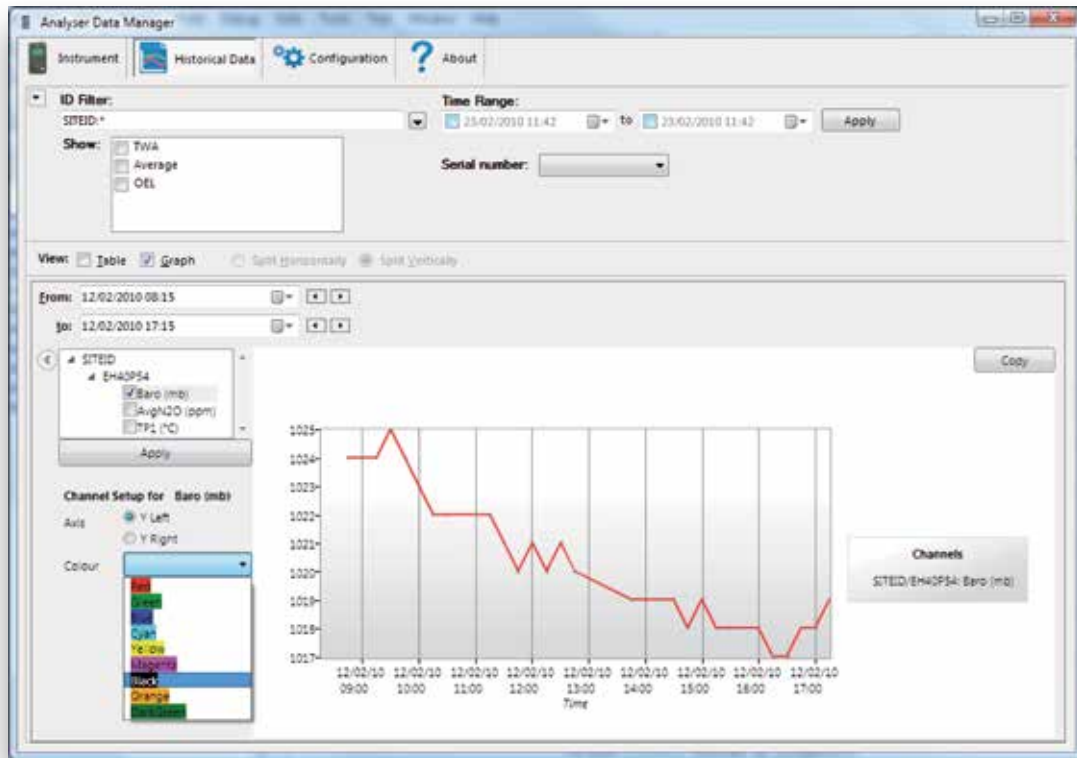 Analyser Data Manager
Instrument Historical Data Configuration About
ID Filter: Time Range:
SITEID:* 23/02/2010 11:42 to 23/02/2010 11:42 Apply
Show: TWA
Average
OEL
Serial number:
View: Table Graph Split Horizontally Split Vertically
From: 12/02/2010 08:15
to: 12/02/2010 17:15
SITEID
EH40P54
Baro (mb)
AvgN2O (ppm)
TP1 (°C)
Apply
Copy
Channel Setup for Baro (mb)
Axis Y Left
Y Right
Colour
Red
Green
Blue
Cyan
Yellow
Magenta
Black
Orange
DarkGreen
1025
1024
1023
1022
1021
1020
1019
1018
1017
12/02/10 12/02/10 12/02/10 12/02/10 12/02/10 12/02/10 12/02/10 12/02/10 12/02/10
09:00 10:00 11:00 12:00 13:00 14:00 15:00 16:00 17:00
Time
Channels
SITEID/EH40P54: Baro (mb)